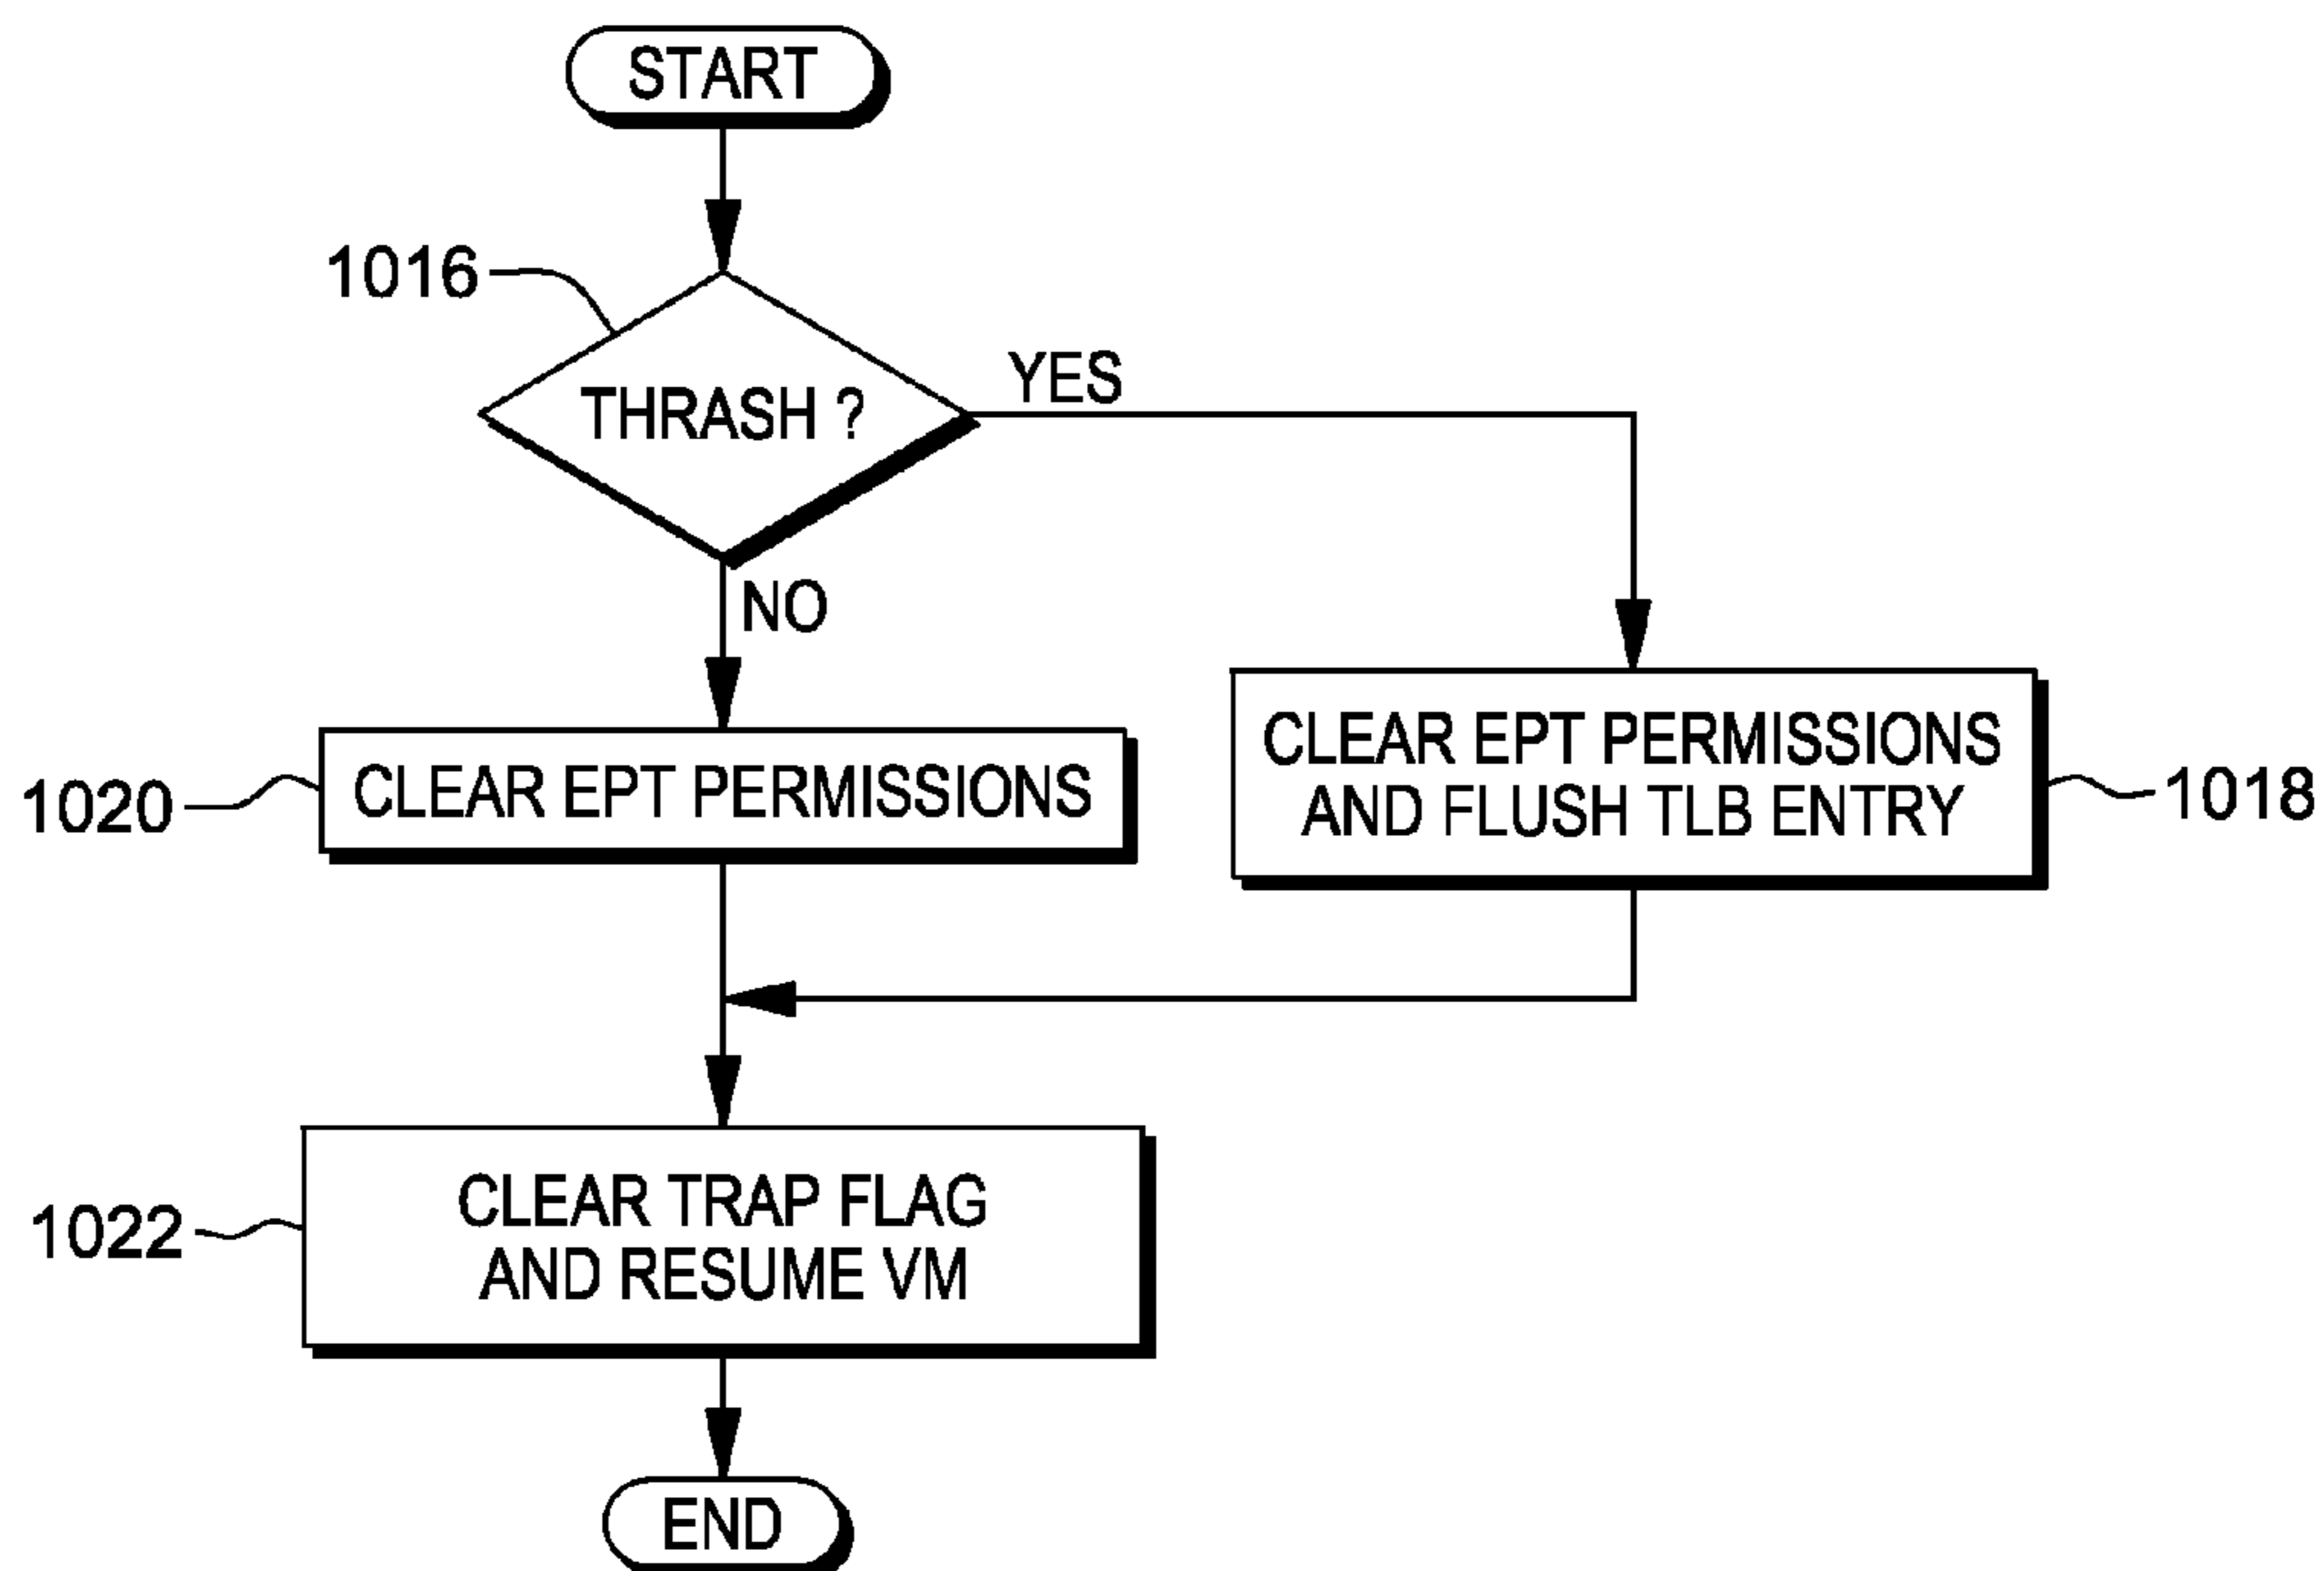 START
1016
THRASH ?
YES
NO
1020
CLEAR EPT PERMISSIONS
CLEAR EPT PERMISSIONS
AND FLUSH TLB ENTRY
1018
1022
CLEAR TRAP FLAG
AND RESUME VM
END